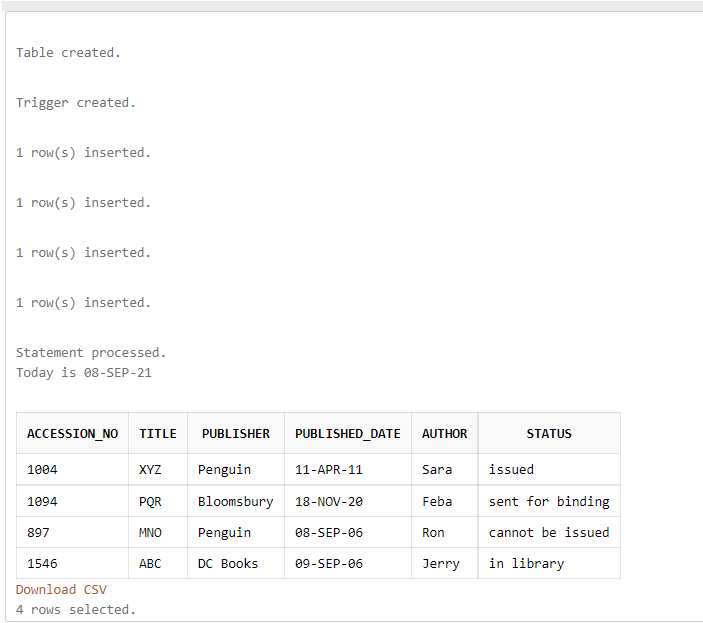 Table created.
Trigger created.
1 row(s) inserted.
1 row(s) inserted.
1 row(s) inserted.
1 row(s) inserted.
Statement processed.
Today is 08-SEP-21
ACCESSION_NO TITLE PUBLISHER PUBLISHED_DATE AUTHOR STATUS
1004 XYZ Penguin 11-APR-11 Sara issued
1094 PQR Bloomsbury 18-NOV-20 Feba sent for binding
897 MNO Penguin 08-SEP-06 Ron cannot be issued
1546 ABC DC Books 09-SEP-06 Jerry in library
Download CSV
4 rows selected.